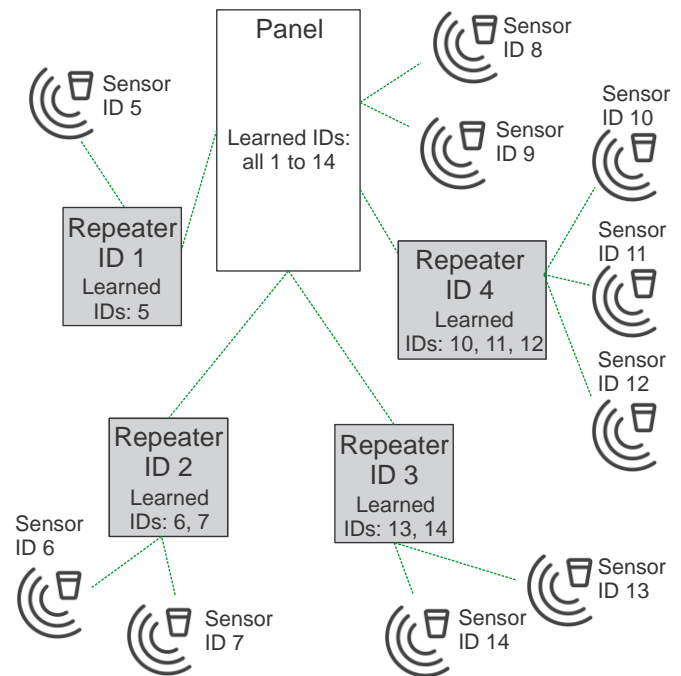 Panel
Learned IDs:
all 1 to 14
Sensor
ID 5
Sensor
ID 8
Sensor
ID 9
Sensor
ID 10
Sensor
ID 11
Sensor
ID 12
Repeater
ID 1
Learned
IDs: 5
Repeater
ID 4
Learned
IDs: 10, 11, 12
Repeater
ID 2
Learned
IDs: 6, 7
Repeater
ID 3
Learned
IDs: 13, 14
Sensor
ID 6
Sensor
ID 7
Sensor
ID 14
Sensor
ID 13